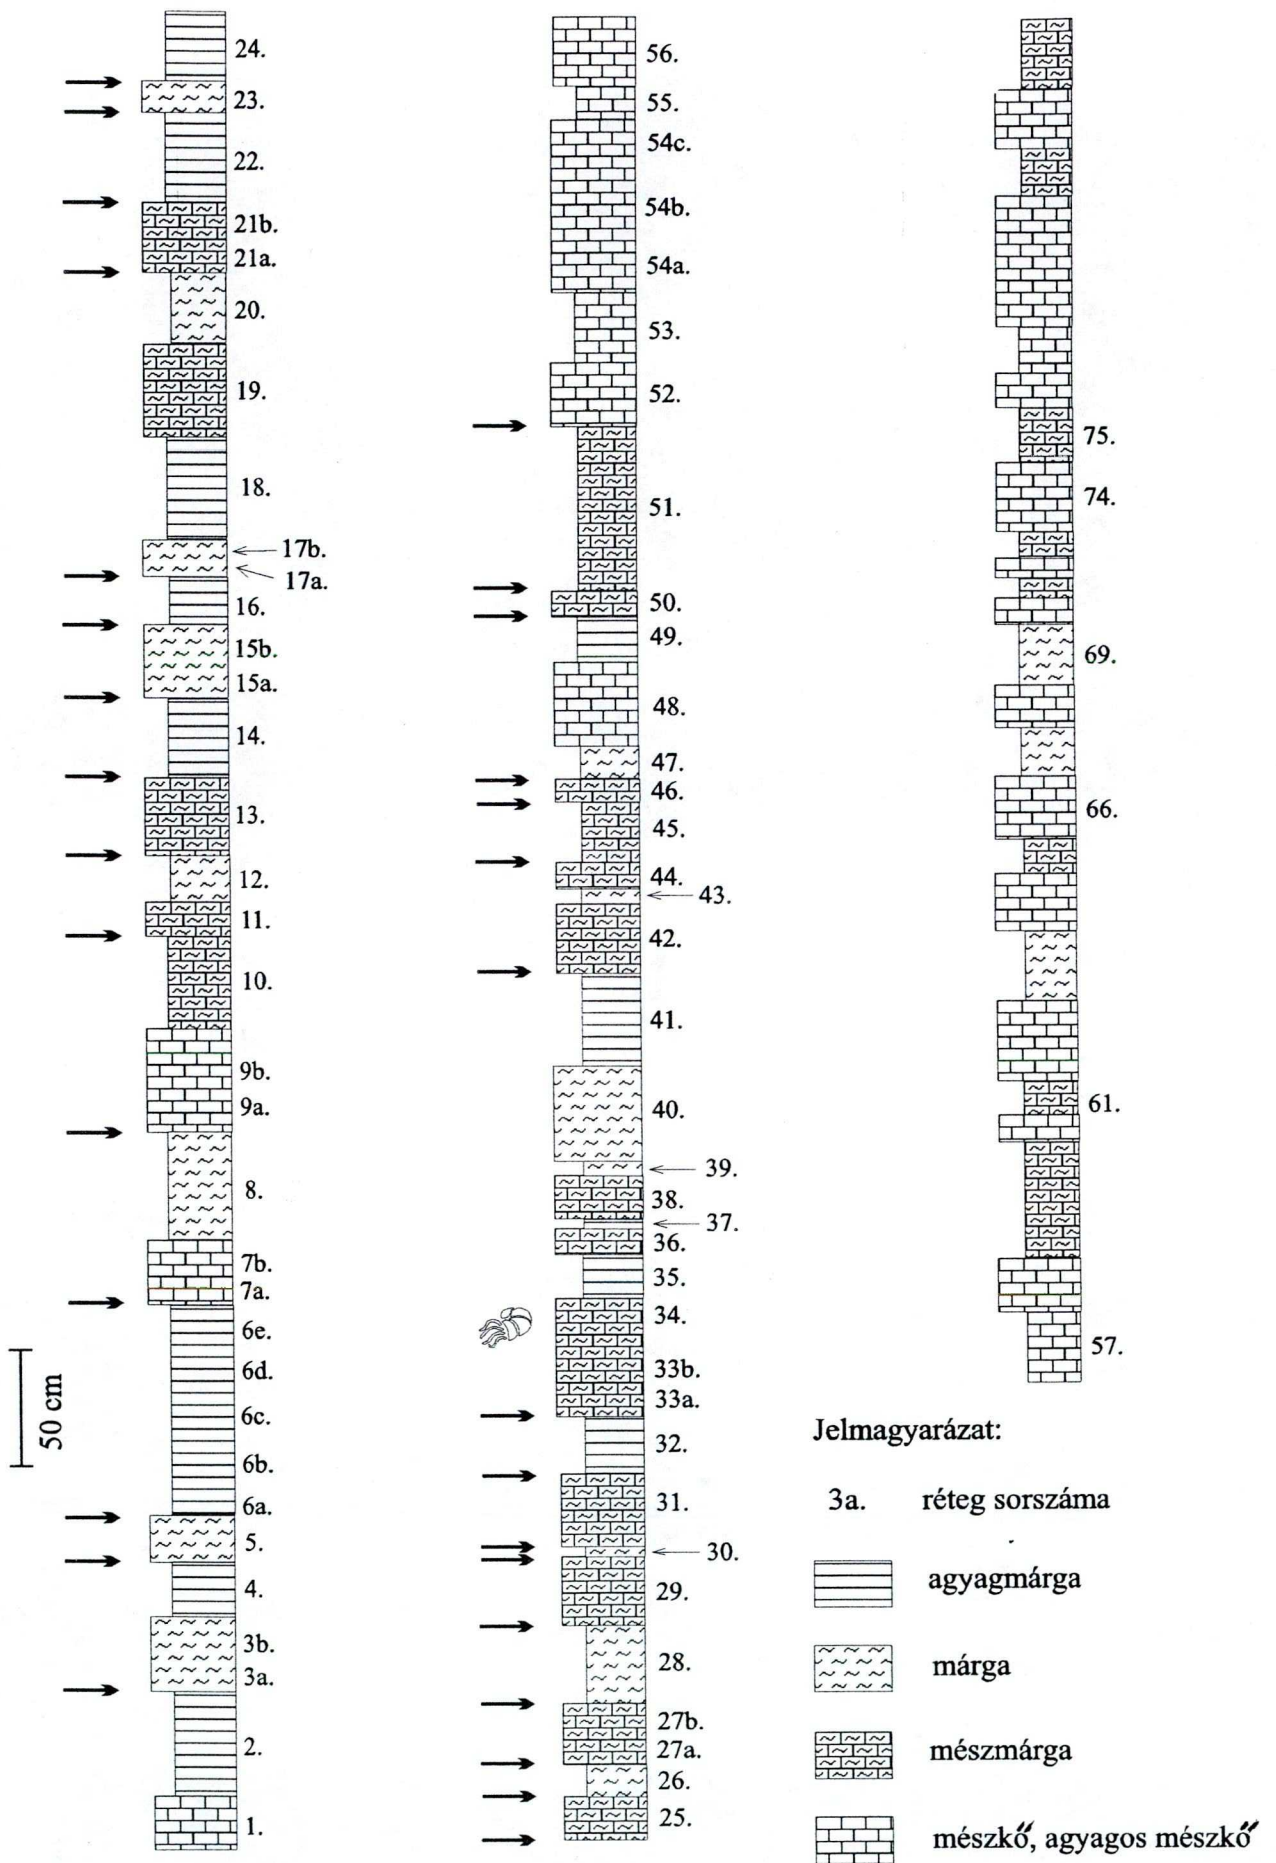 24.
23.
22.
21b.
21a.
20.
19.
18.
17b.
17a.
16.
15b.
15a.
14.
13.
12.
11.
10.
9b.
9a.
8.
7b.
7a.
6e.
6d.
6c.
6b.
6a.
5.
4.
3b.
3a.
2.
1.
50 cm
56.
55.
54c.
54b.
54a.
53.
52.
51.
50.
49.
48.
47.
46.
45.
44.
43.
42.
41.
40.
39.
38.
37.
36.
35.
34.
33b.
33a.
32.
31.
30.
29.
28.
27b.
27a.
26.
25.
75.
74.
69.
66.
61.
57.
Jelmagyarázat:
3a. réteg sorszáma
agyagmárga
márga
mészmárga
mészkő, agyagos mészkő